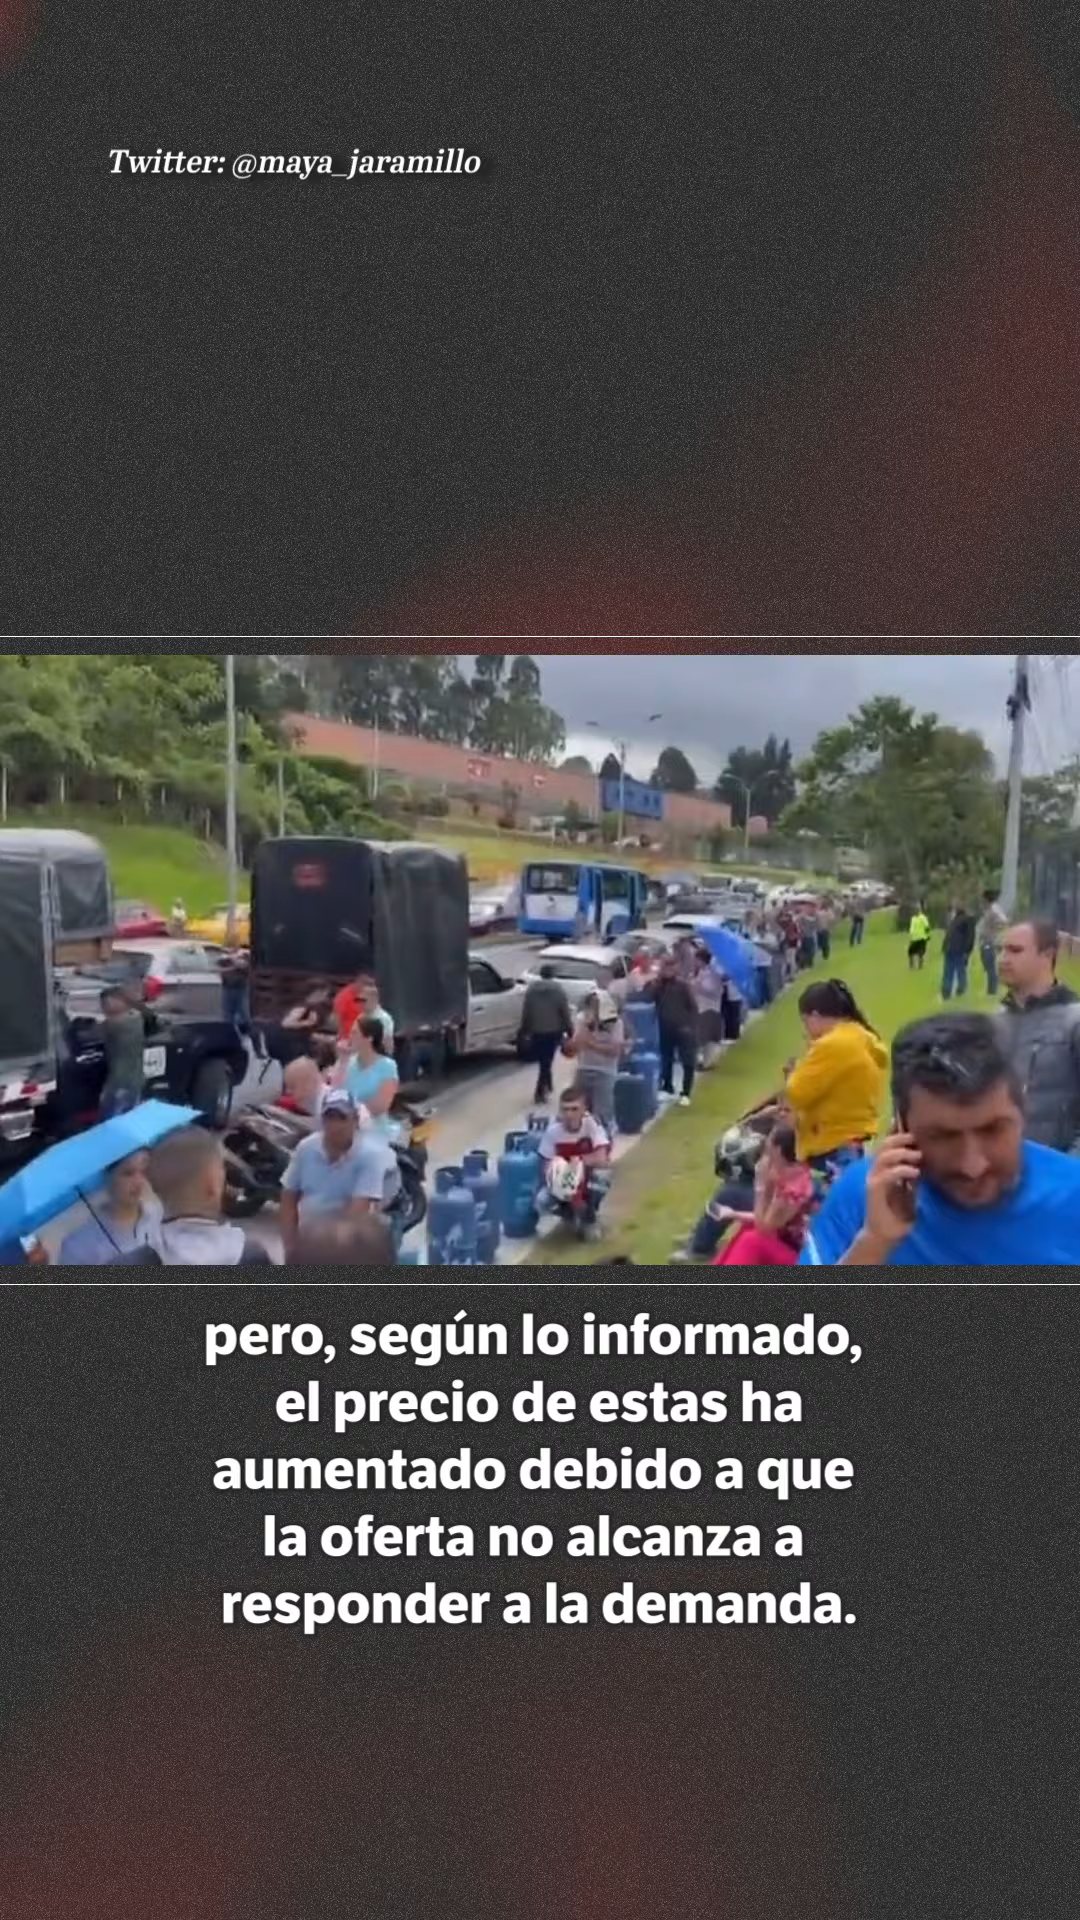 Twitter: @maya_jaramillo
pero, según lo informado,
el precio de estas ha
aumentado debido a que
la oferta no alcanza a
responder a la demanda.